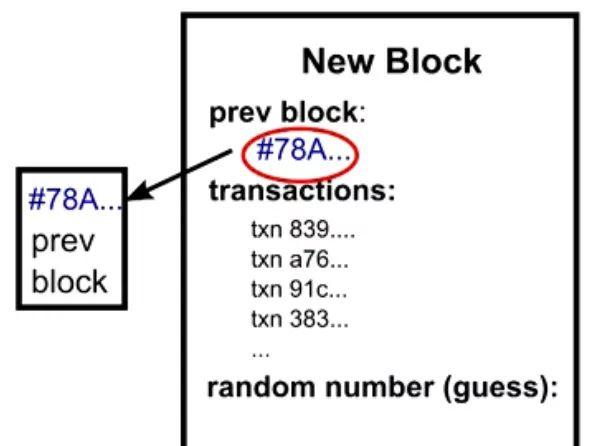 New Block
prev block:
#78A...
transactions:
txn 839....
txn a76...
txn 91c...
txn 383...
...
random number (guess):
#78A...
prev
block